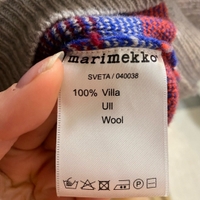 marimekko
SVETA / 040038
100% Villa
Ull
Wool